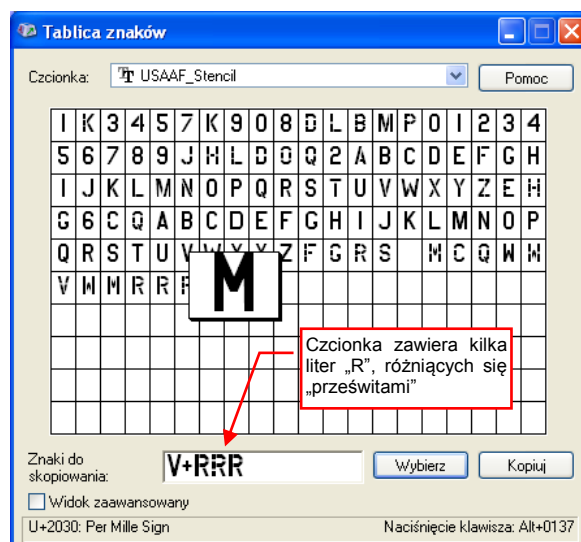 Tablica znaków
Czcionka: USAAF_Stencil Pomoc
I K 3 4 5 7 K 9 0 8 D L B M P 0 I 2 3 4
5 6 7 8 9 J H L D O Q 2 A B C D E F G H
I J K L M N O P Q R S T U V W X Y Z E H
G 6 C Q A B C D E F G H I J K L M N O P
Q R S T U V W X Y Z F G R S M C Q W W
V W M R R R M
Czcionka zawiera kilka
liter „R”, różniących się
„prześwitami”
Znaki do
skopiowania: V+RRR Wybierz Kopiuj
Widok zaawansowany
U+2030: Per Mille Sign Naciśnięcie klawisza: Alt+0137